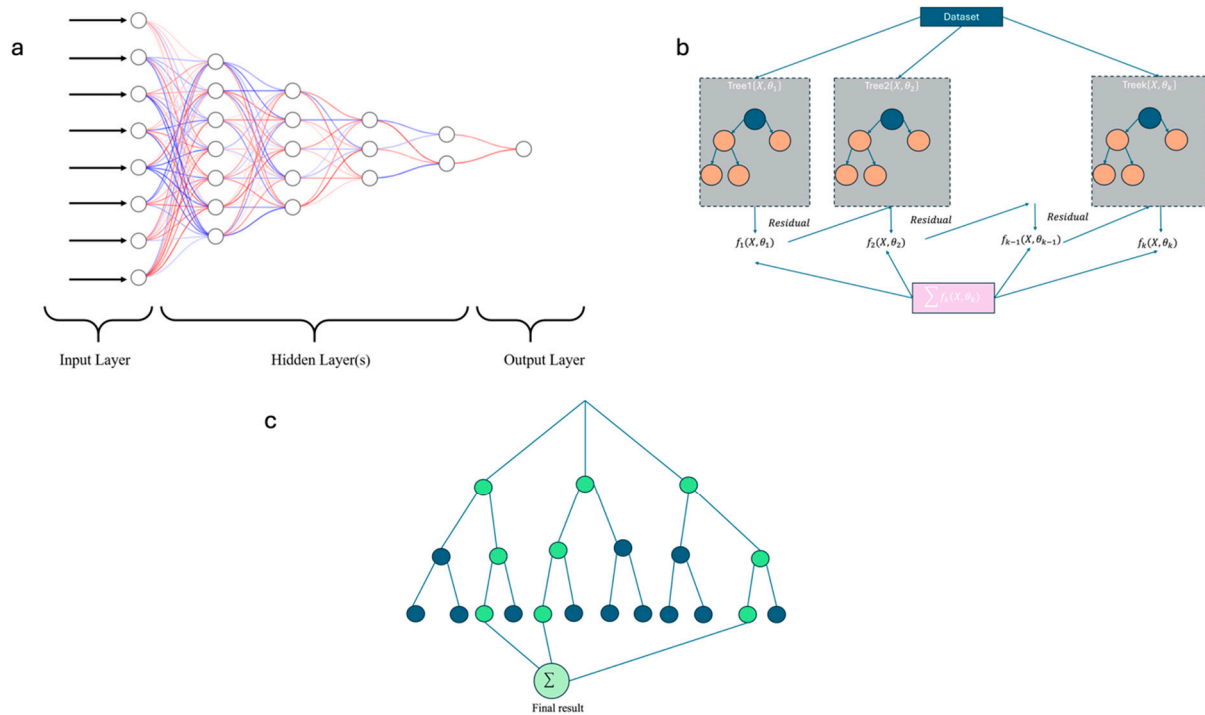 a
Input Layer
Hidden Layer(s)
Output Layer
b
Dataset
Tree1{X, θ₁}
Tree2{X, θ₂}
Treek{X, θₖ}
Residual
Residual
Residual
f₁(X, θ₁)
f₂(X, θ₂)
fₖ₋₁(X, θₖ₋₁)
fₖ(X, θₖ)
∑ fₖ(X, θₖ)
c
∑
Final result